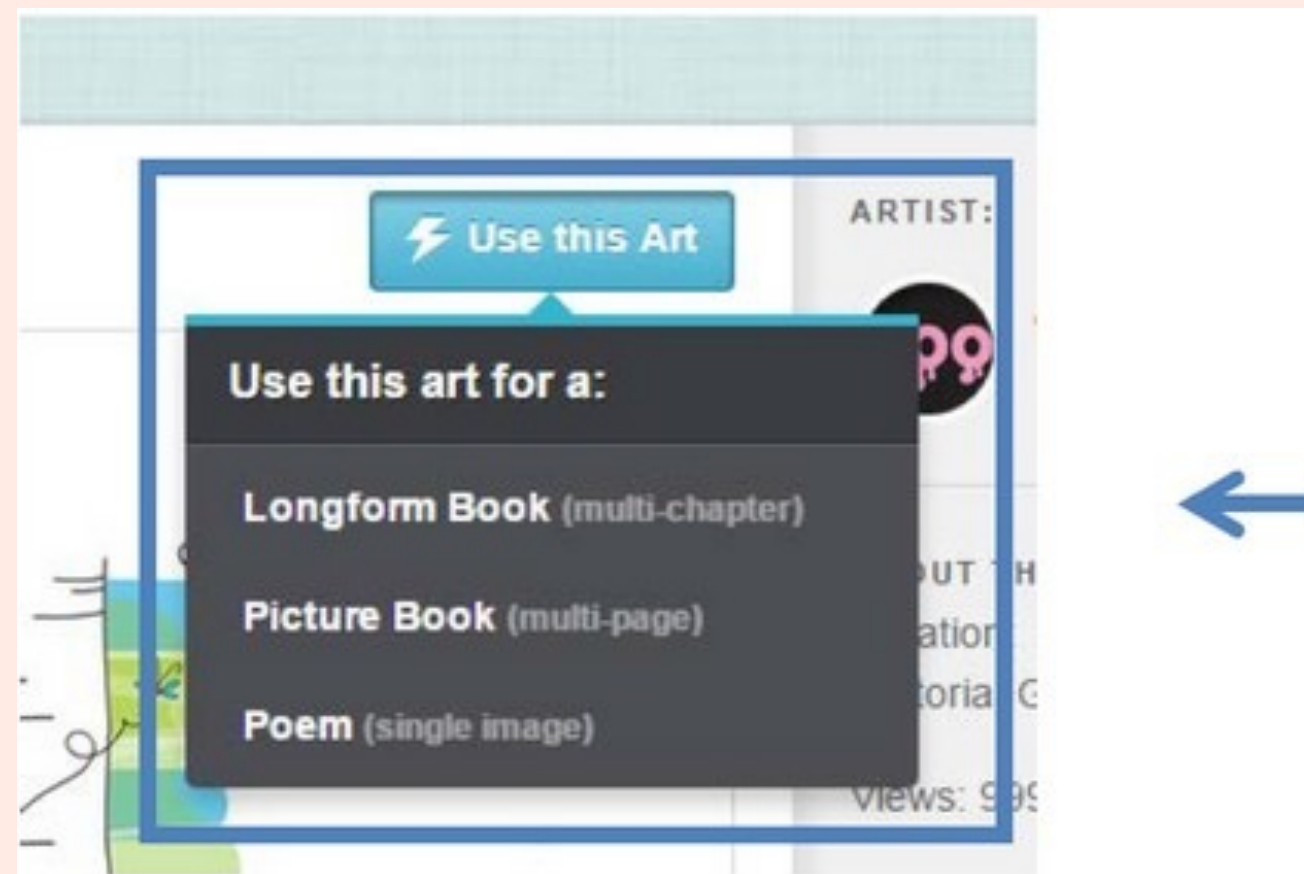 Use this Art
ARTIST:
Use this art for a:
Longform Book (multi-chapter)
Picture Book (multi-page)
Poem (single image)
Views: